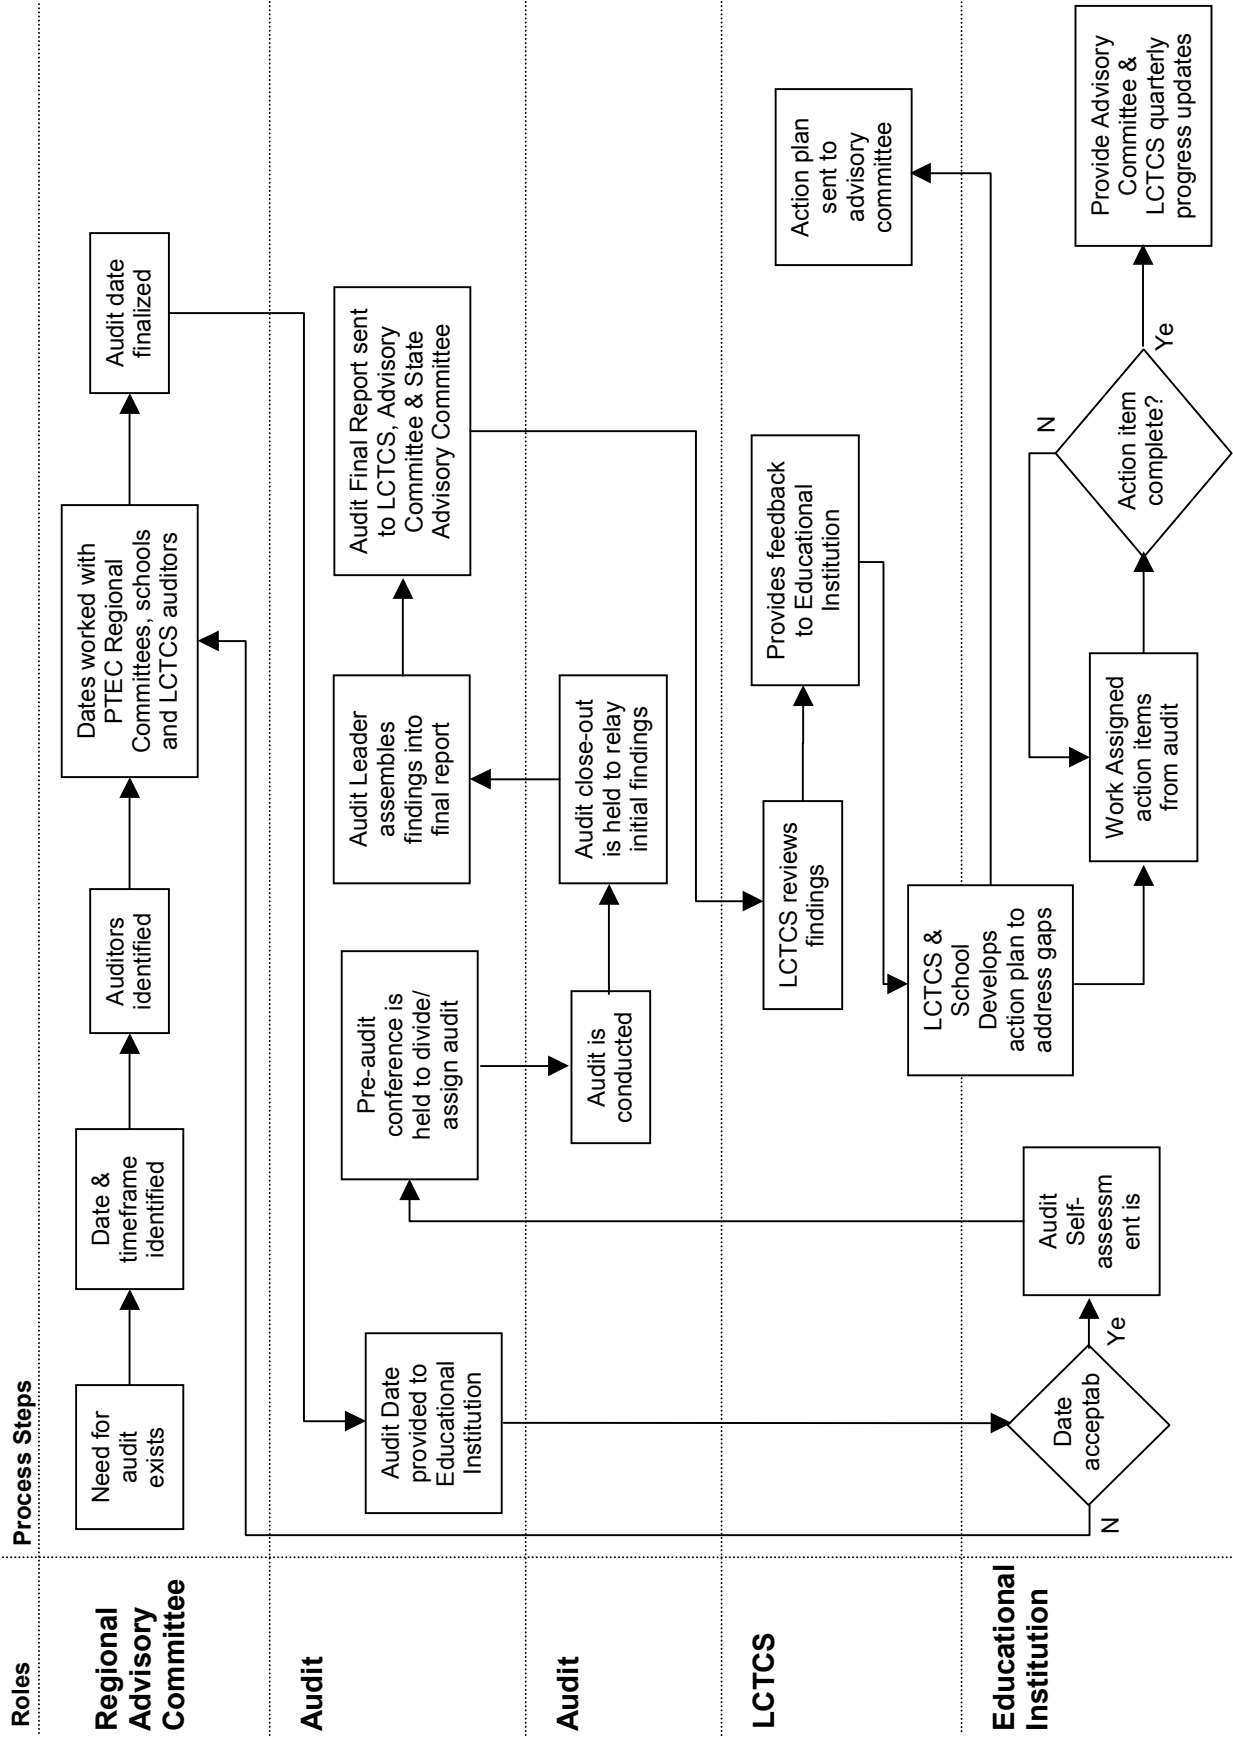 Roles
Process Steps
Regional
Advisory
Committee
Need for
audit
exists
Date &
timeframe
identified
Auditors
identified
Dates worked with
PTEC Regional
Committees, schools
and LCTCS auditors
Audit date
finalized
Audit
Audit Date
provided to
Educational
Institution
Pre-audit
conference is
held to divide/
assign audit
Audit Leader
assembles
findings into
final report
Audit Final Report sent
to LCTCS, Advisory
Committee & State
Advisory Committee
Audit
Audit is
conducted
Audit close-out
is held to relay
initial findings
LCTCS
LCTCS reviews
findings
Provides feedback
to Educational
Institution
Action plan
sent to
advisory
committee
LCTCS &
School
Develops
action plan to
address gaps
Educational
Institution
N
Date
acceptab
Ye
Audit
Self-
assessm
ent is
Work Assigned
action items
from audit
N
Action item
complete?
Ye
Provide Advisory
Committee &
LCTCS quarterly
progress updates